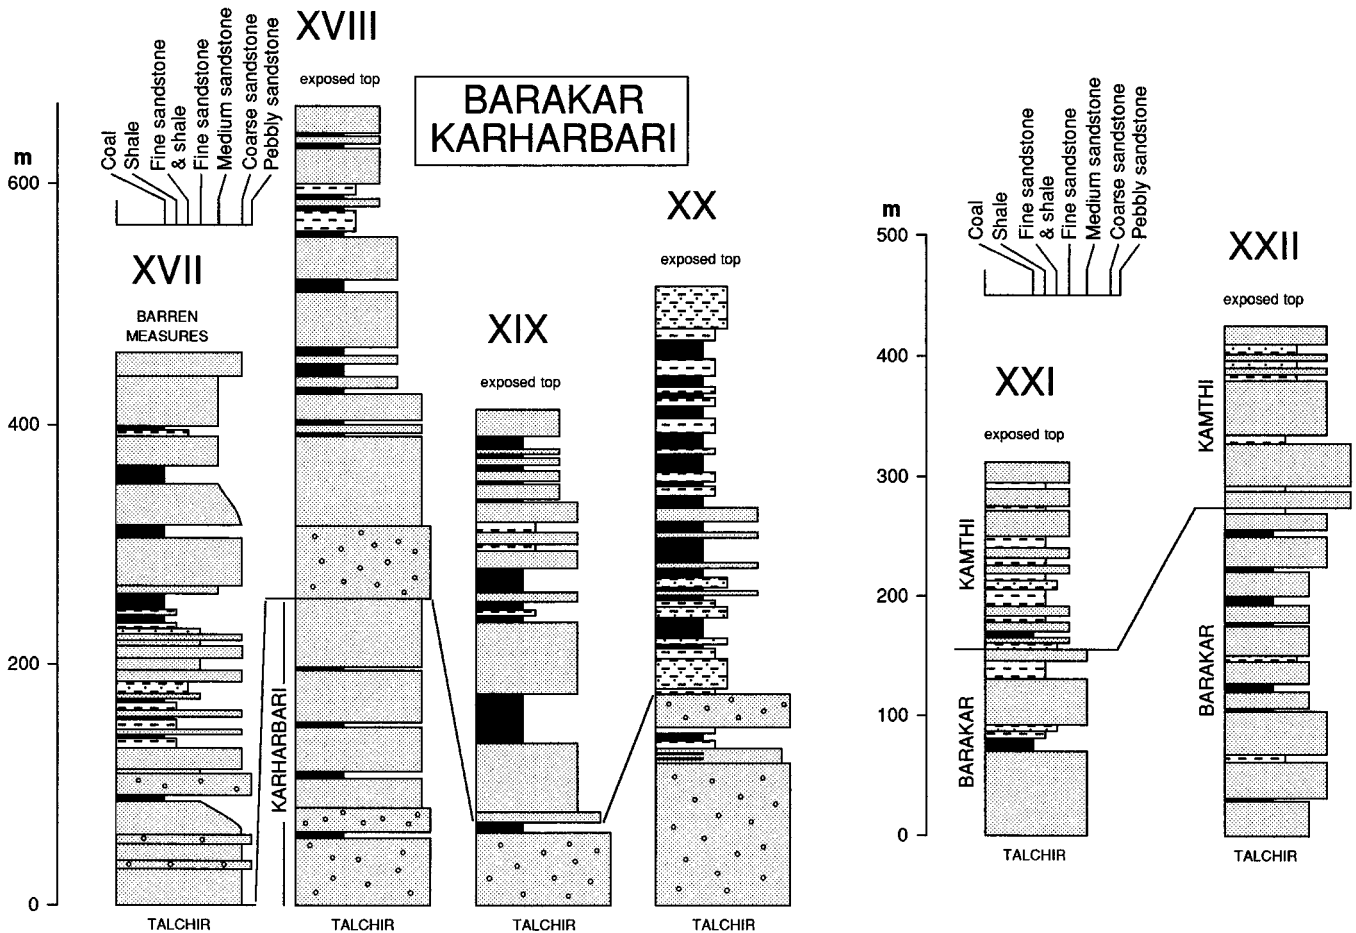 XVIII
exposed top
BARAKAR
KARHARBARI
m
600
400
200
0
Coal
Shale
Fine sandstone
& shale
Fine sandstone
Medium sandstone
Coarse sandstone
Pebbly sandstone
XVII
BARREN
MEASURES
TALCHIR
KARHARBARI
TALCHIR
XIX
exposed top
TALCHIR
XX
exposed top
TALCHIR
m
500
400
300
200
100
0
Coal
Shale
Fine sandstone
& shale
Fine sandstone
Medium sandstone
Coarse sandstone
Pebbly sandstone
XXI
exposed top
KAMTHI
BARAKAR
TALCHIR
XXII
exposed top
KAMTHI
BARAKAR
TALCHIR